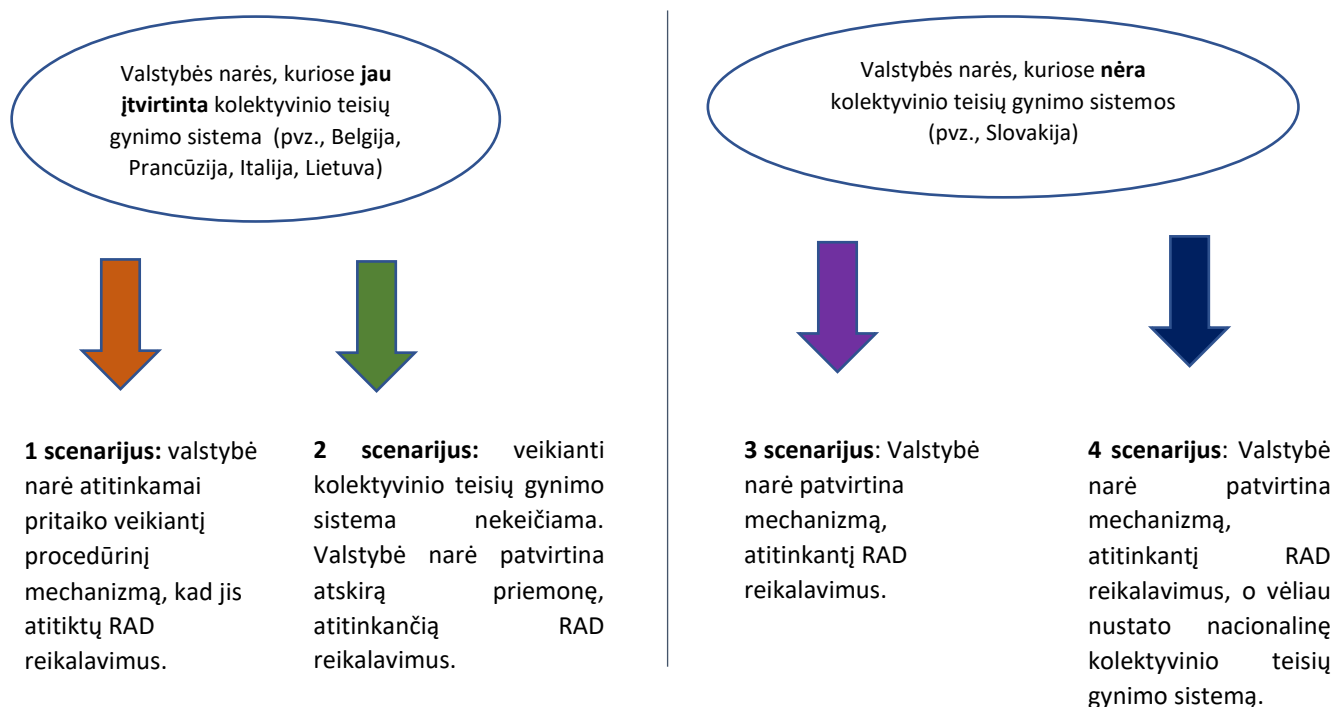 Valstybės narės, kuriose jau
įtvirtinta kolektyvinio teisių
gynimo sistema (pvz., Belgija,
Prancūzija, Italija, Lietuva)
Valstybės narės, kuriose nėra
kolektyvinio teisių gynimo sistemos
(pvz., Slovakija)
1 scenarijus: valstybė
narė atitinkamai
pritaiko veikiantį
procedūrinį
mechanizmą, kad jis
atitiktų RAD
reikalavimus.
2 scenarijus: veikianti
kolektyvinio teisių gynimo
sistema nekeičiama.
Valstybė narė patvirtina
atskirą priemonę,
atitinkančią RAD
reikalavimus.
3 scenarijus: Valstybė
narė patvirtina
mechanizmą,
atitinkantį RAD
reikalavimus.
4 scenarijus: Valstybė
narė patvirtina
mechanizmą,
atitinkantį RAD
reikalavimus, o vėliau
nustato nacionalinę
kolektyvinio teisių
gynimo sistemą.